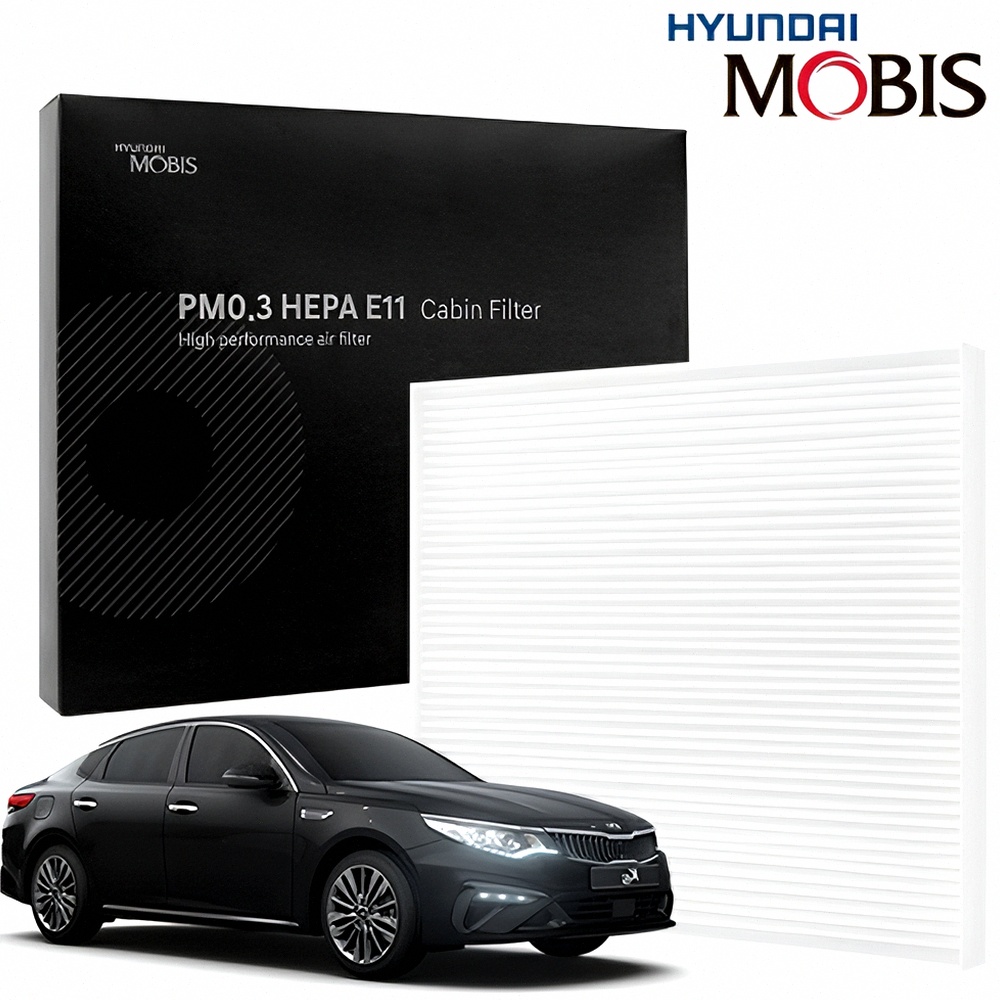 HYUNDAI
MOBIS
HYUNDAI
MOBIS
PM0.3 HEPA E11 Cabin Filter
High performance air filter